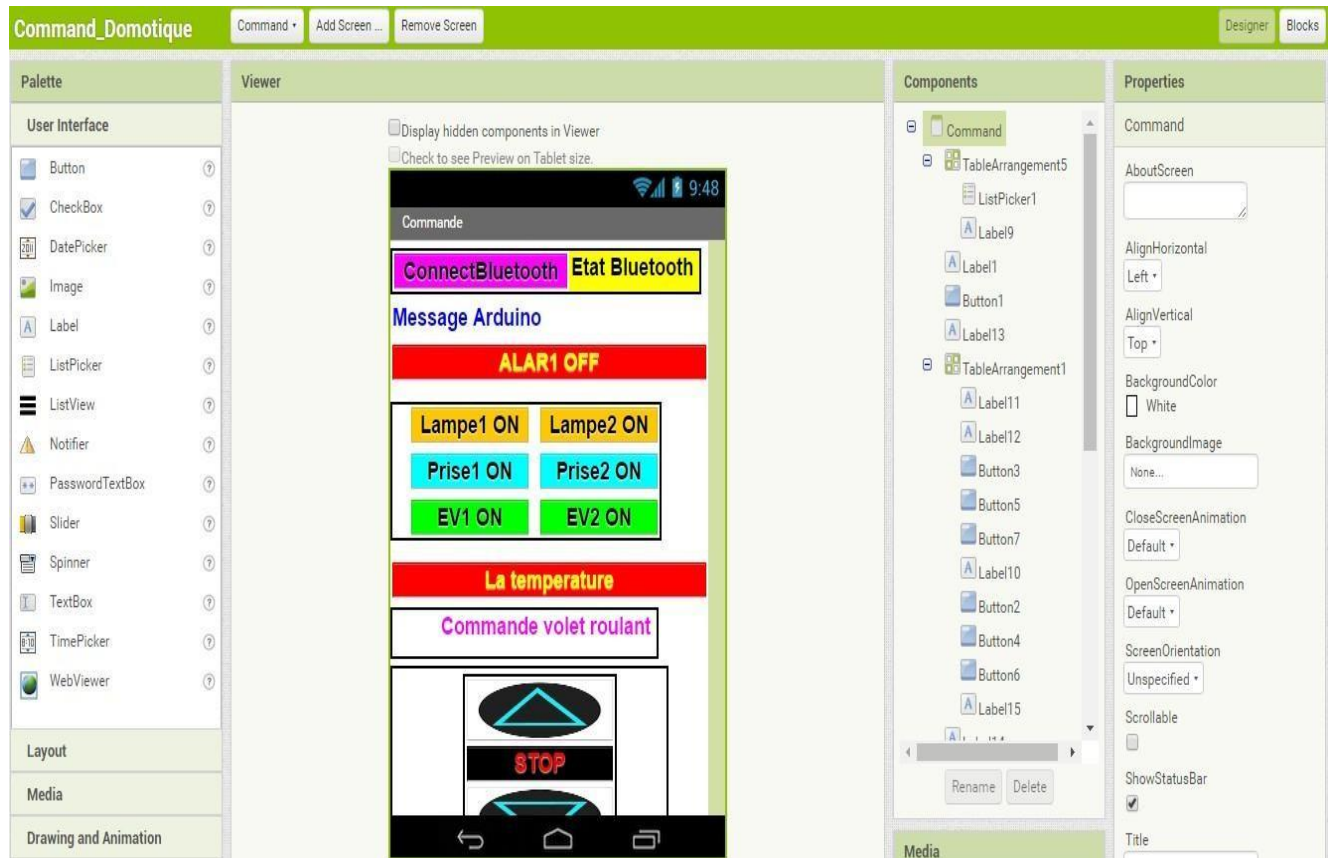 Command_Domotique
Command
Add Screen ...
Remove Screen
Designer
Blocks
Palette
User Interface
Button
CheckBox
DatePicker
Image
Label
ListPicker
ListView
Notifier
PasswordTextBox
Slider
Spinner
TextBox
TimePicker
WebViewer
Layout
Media
Drawing and Animation
Viewer
Display hidden components in Viewer
Check to see Preview on Tablet size.
9:48
Commande
ConnectBluetooth Etat Bluetooth
Message Arduino
ALAR1 OFF
Lampe1 ON Lampe2 ON
Prise1 ON Prise2 ON
EV1 ON EV2 ON
La temperature
Commande volet roulant
STOP
Components
Command
TableArrangement5
ListPicker1
Label9
Label1
Button1
Label13
TableArrangement1
Label11
Label12
Button3
Button5
Button7
Label10
Button2
Button4
Button6
Label15
Rename Delete
Media
Properties
Command
AboutScreen
AlignHorizontal
Left
AlignVertical
Top
BackgroundColor
White
BackgroundImage
None...
CloseScreenAnimation
Default
OpenScreenAnimation
Default
ScreenOrientation
Unspecified
Scrollable
ShowStatusBar
Title